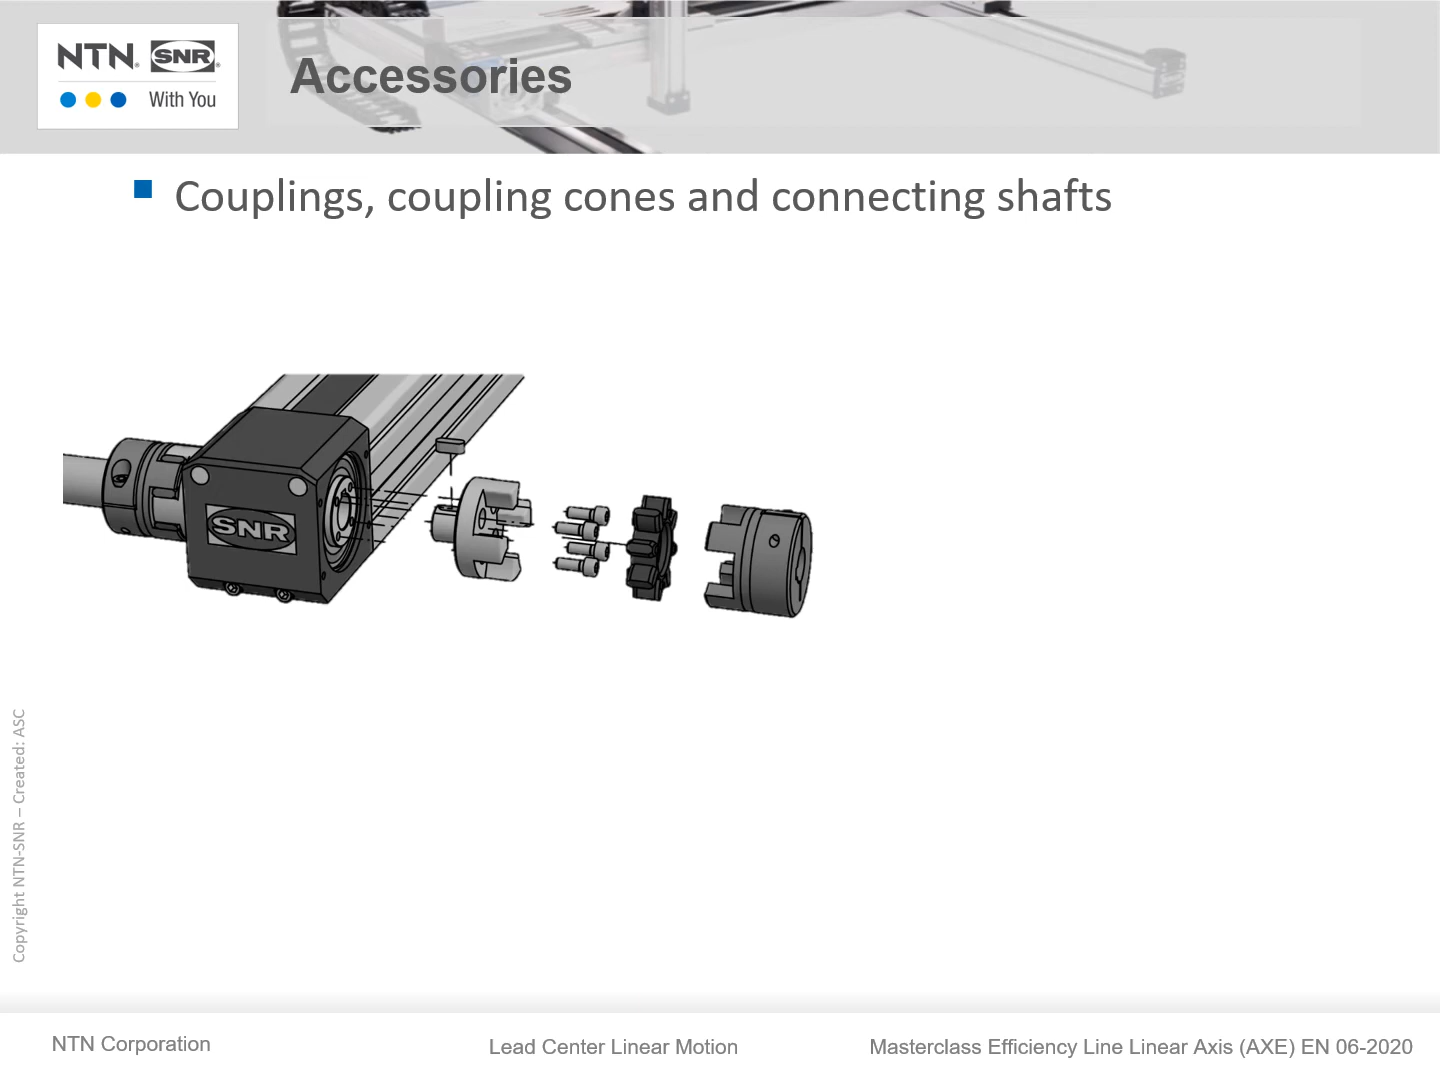 NTN® SNR®
With You
Accessories
Couplings, coupling cones and connecting shafts
SNR
Copyright NTN-SNR – Created: ASC
NTN Corporation
Lead Center Linear Motion
Masterclass Efficiency Line Linear Axis (AXE) EN 06-2020